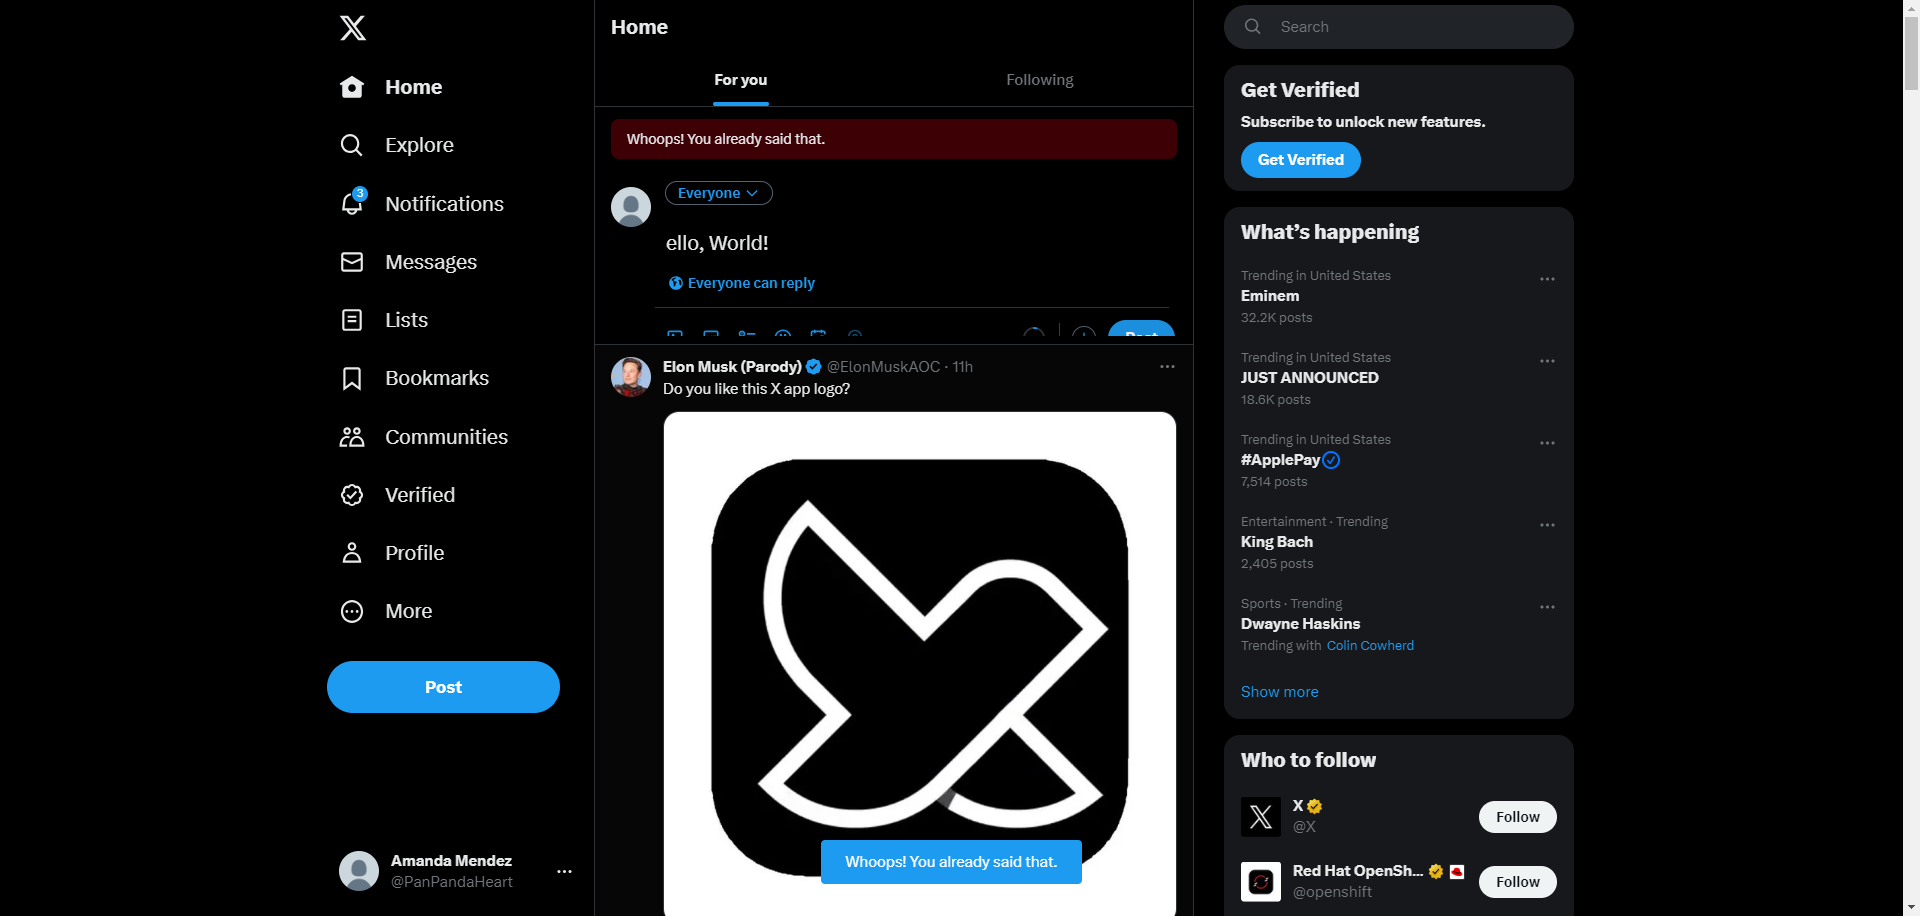 Home
Explore
3
Notifications
Messages
Lists
Bookmarks
Communities
Verified
Profile
More
Post
Amanda Mendez
@PanPandaHeart
Home
For you
Following
Whoops! You already said that.
Everyone
ello, World!
Everyone can reply
Post
Elon Musk (Parody) @ElonMuskAOC · 11h
Do you like this X app logo?
Whoops! You already said that.
Search
Get Verified
Subscribe to unlock new features.
Get Verified
What’s happening
Trending in United States
Eminem
32.2K posts
Trending in United States
JUST ANNOUNCED
18.6K posts
Trending in United States
#ApplePay
7,514 posts
Entertainment · Trending
King Bach
2,405 posts
Sports · Trending
Dwayne Haskins
Trending with Colin Cowherd
Show more
Who to follow
X
@X
Follow
Red Hat OpenSh...
@openshift
Follow